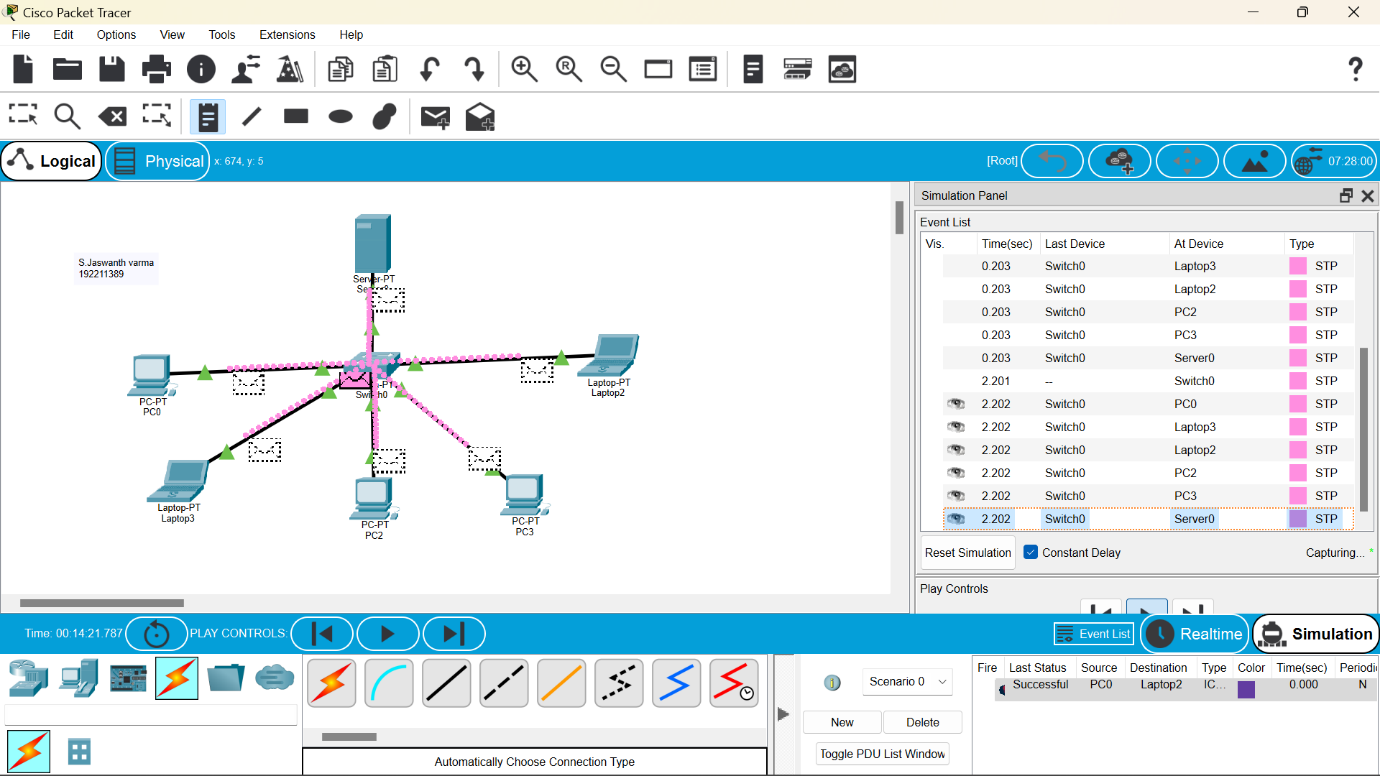 Cisco Packet Tracer
File Edit Options View Tools Extensions Help
Logical
Physical
x: 674, y: 5
[Root]
07:28:00
S.Jaswanth varma
192211389
Server-PT
PC-PT
PC0
Switch0
Laptop-PT
Laptop2
Laptop-PT
Laptop3
PC-PT
PC2
PC-PT
PC3
Simulation Panel
Event List
Vis. Time(sec) Last Device At Device Type
0.203 Switch0 Laptop3 STP
0.203 Switch0 Laptop2 STP
0.203 Switch0 PC2 STP
0.203 Switch0 PC3 STP
0.203 Switch0 Server0 STP
2.201 -- Switch0 STP
2.202 Switch0 PC0 STP
2.202 Switch0 Laptop3 STP
2.202 Switch0 Laptop2 STP
2.202 Switch0 PC2 STP
2.202 Switch0 PC3 STP
2.202 Switch0 Server0 STP
Reset Simulation Constant Delay Capturing... *
Play Controls
Time: 00:14:21.787 PLAY CONTROLS:
Event List Realtime Simulation
Automatically Choose Connection Type
Scenario 0
New Delete
Toggle PDU List Window
Fire Last Status Source Destination Type Color Time(sec) Periodi
Successful PC0 Laptop2 IC... 0.000 N